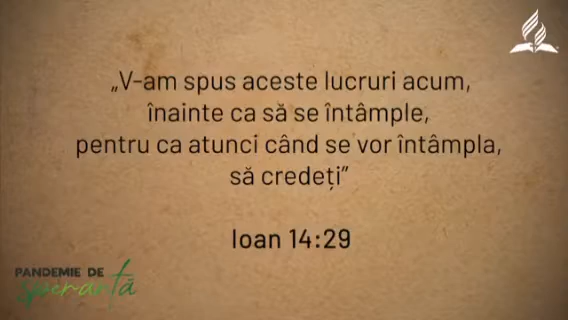 „V-am spus aceste lucruri acum,
înainte ca să se întâmple,
pentru ca atunci când se vor întâmpla,
să credeți”
Ioan 14:29
PANDEMIE DE
speranță